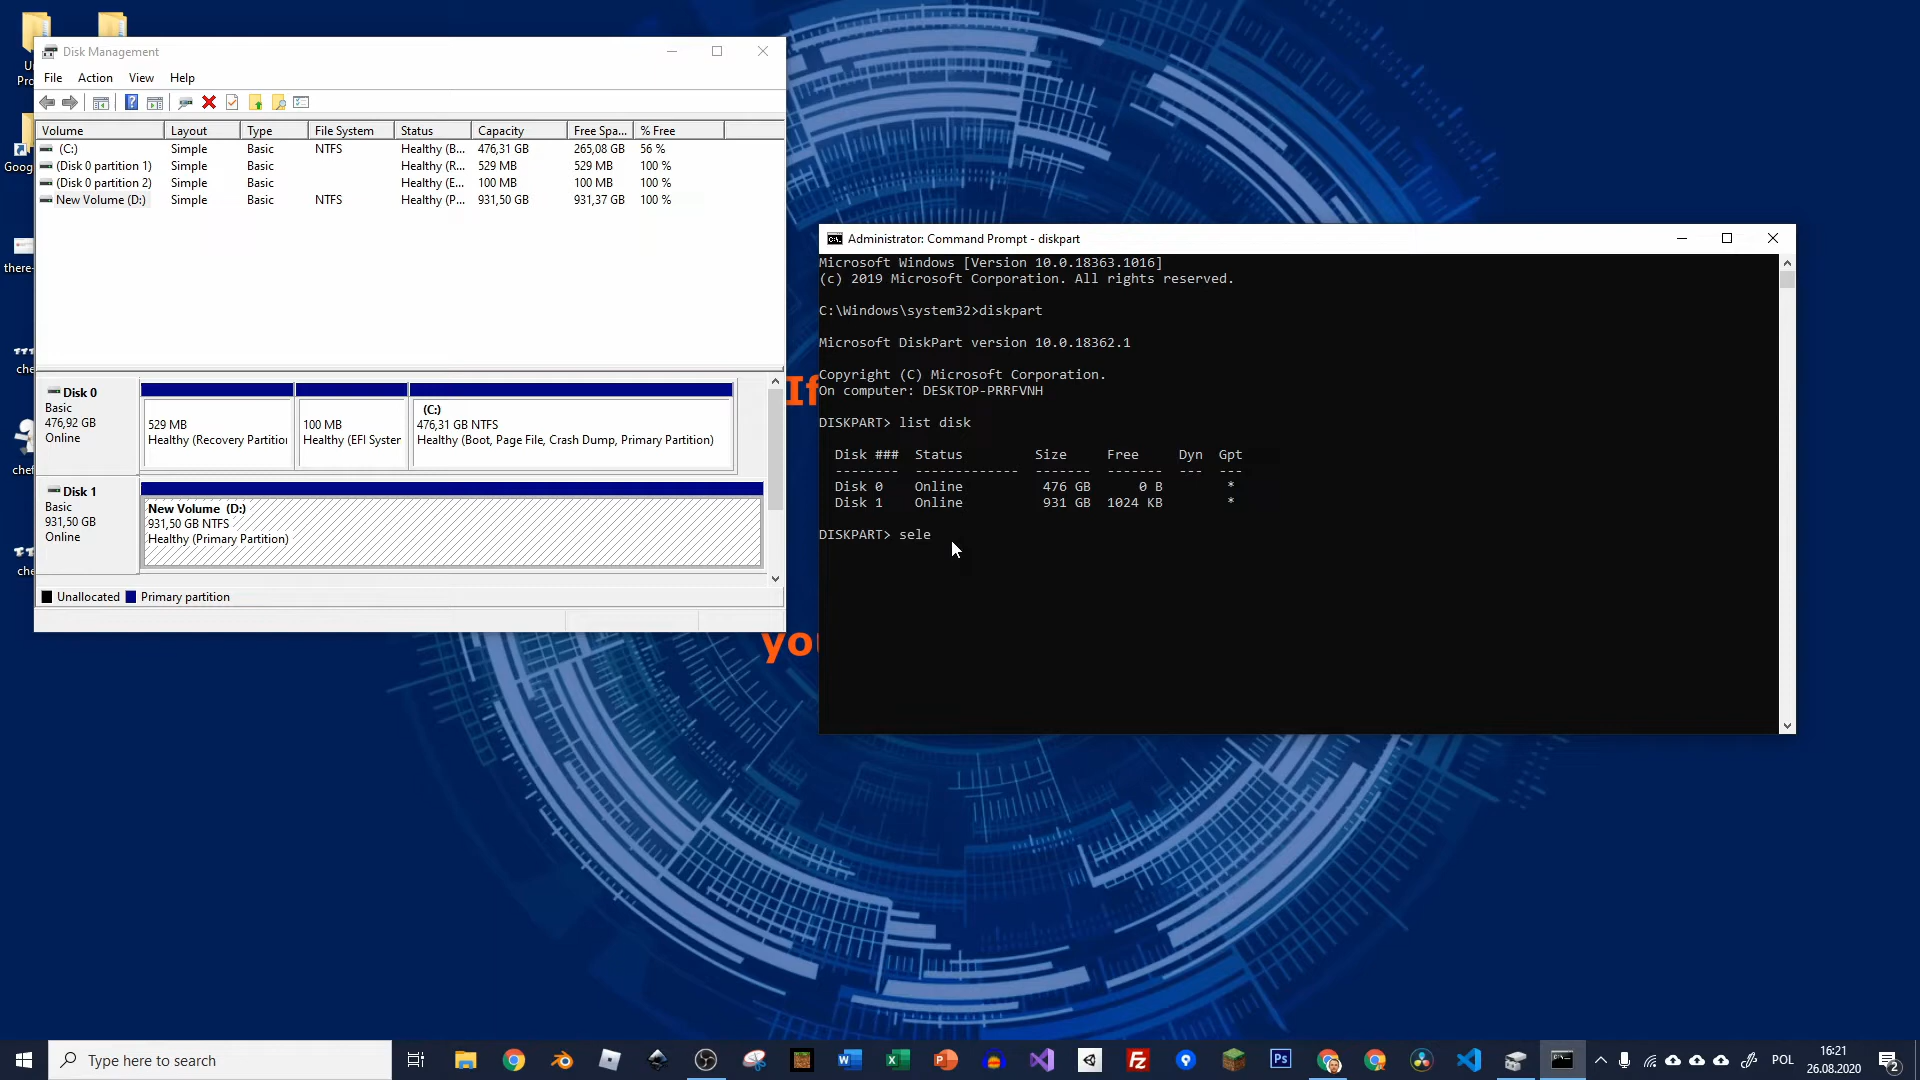 Disk Management
File Action View Help
Volume Layout Type File System Status Capacity Free Spa... % Free
(C:) Simple Basic NTFS Healthy (B... 476,31 GB 265,08 GB 56 %
(Disk 0 partition 1) Simple Basic Healthy (R... 529 MB 529 MB 100 %
(Disk 0 partition 2) Simple Basic Healthy (E... 100 MB 100 MB 100 %
New Volume (D:) Simple Basic NTFS Healthy (P... 931,50 GB 931,37 GB 100 %
Disk 0
Basic
476,92 GB
Online
529 MB
Healthy (Recovery Partitio
100 MB
Healthy (EFI System
(C:)
476,31 GB NTFS
Healthy (Boot, Page File, Crash Dump, Primary Partition)
Disk 1
Basic
931,50 GB
Online
New Volume (D:)
931,50 GB NTFS
Healthy (Primary Partition)
Unallocated Primary partition
Administrator: Command Prompt - diskpart
Microsoft Windows [Version 10.0.18363.1016]
(c) 2019 Microsoft Corporation. All rights reserved.
C:\Windows\system32>diskpart
Microsoft DiskPart version 10.0.18362.1
Copyright (C) Microsoft Corporation.
On computer: DESKTOP-PRRFVNH
DISKPART> list disk
Disk ### Status Size Free Dyn Gpt
-------- ------------- ------- ------- --- ---
Disk 0 Online 476 GB 0 B *
Disk 1 Online 931 GB 1024 KB *
DISKPART> sele
If
you
Goog
there-
che
chef
che
Type here to search
POL
16:21
26.08.2020
2